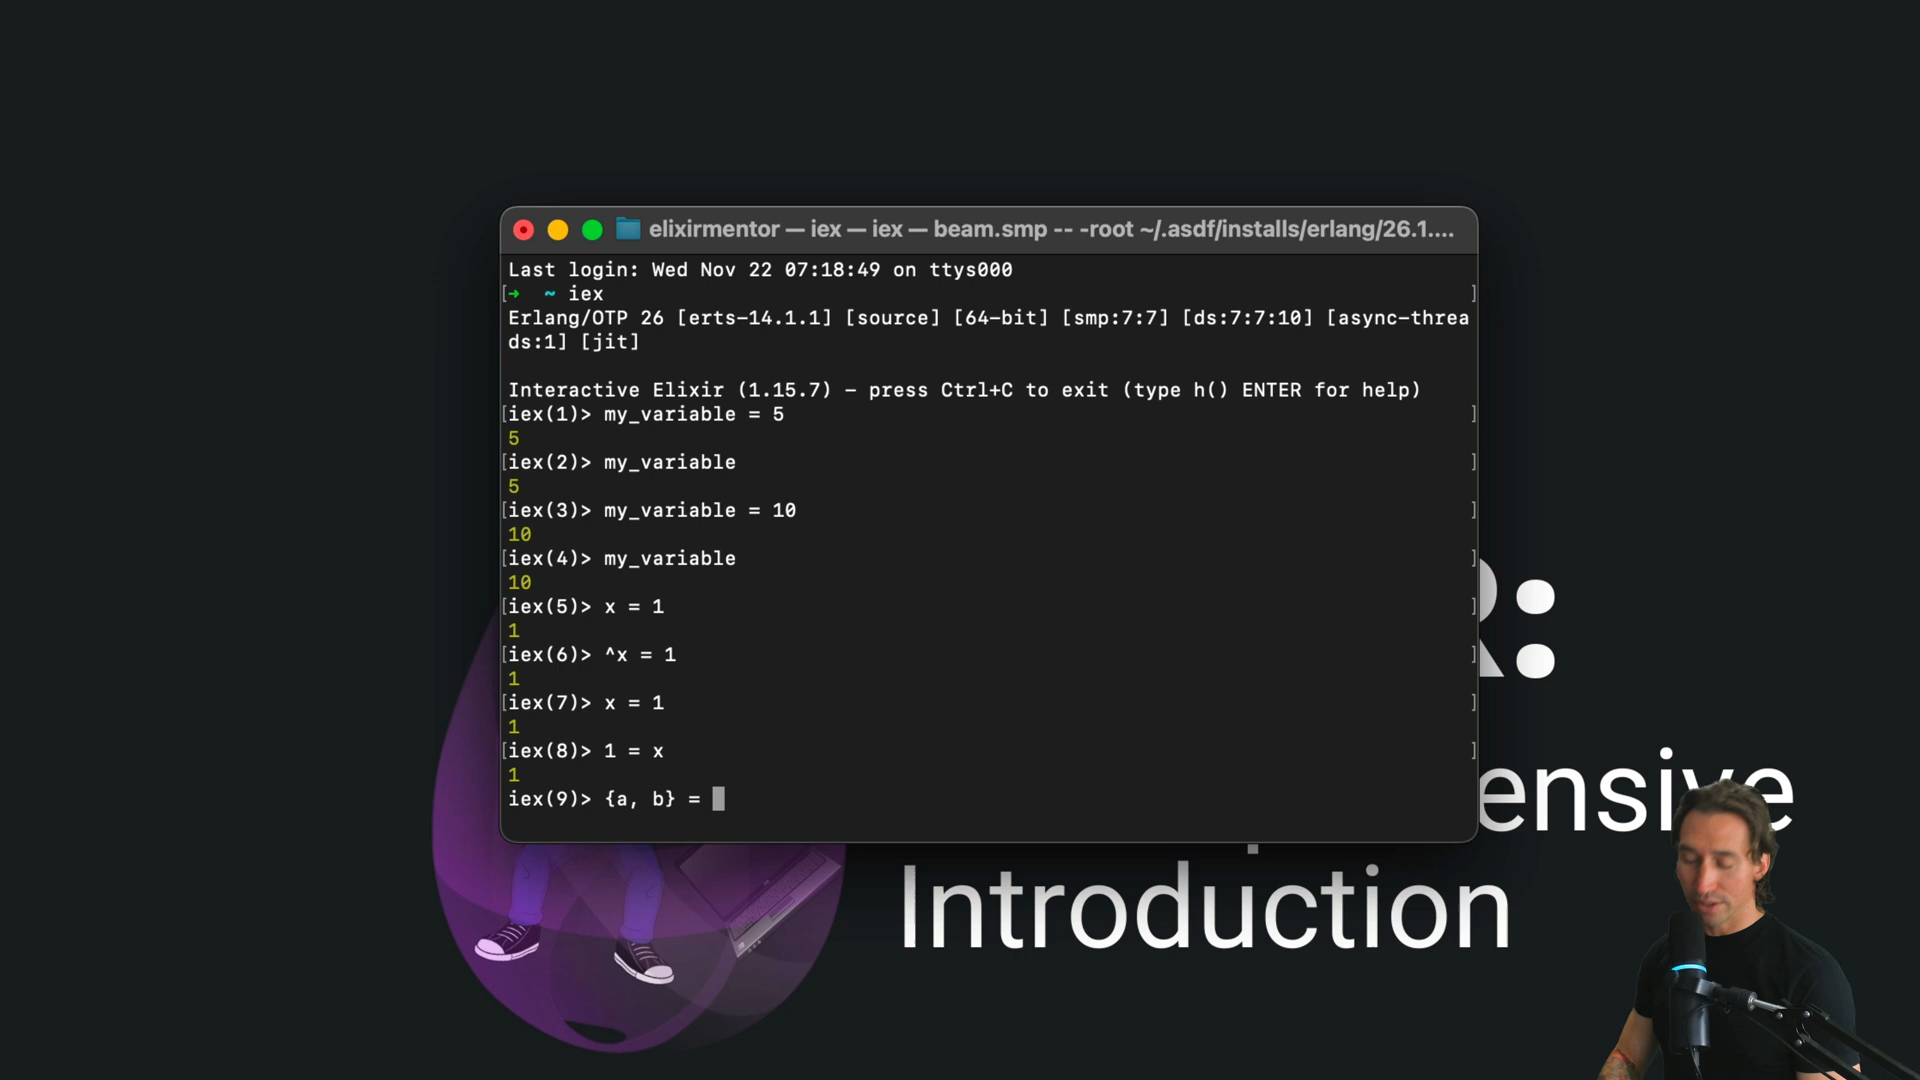 elixirmentor — iex — iex — beam.smp -- -root ~/.asdf/installs/erlang/26.1....
Last login: Wed Nov 22 07:18:49 on ttys000
[➜  ~ iex ]
Erlang/OTP 26 [erts-14.1.1] [source] [64-bit] [smp:7:7] [ds:7:7:10] [async-threa
ds:1] [jit]
Interactive Elixir (1.15.7) - press Ctrl+C to exit (type h() ENTER for help)
[iex(1)> my_variable = 5 ]
5
[iex(2)> my_variable ]
5
[iex(3)> my_variable = 10 ]
10
[iex(4)> my_variable ]
10
[iex(5)> x = 1 ]
1
[iex(6)> ^x = 1 ]
1
[iex(7)> x = 1 ]
1
[iex(8)> 1 = x ]
1
iex(9)> {a, b} =
R:
ensive
Introduction